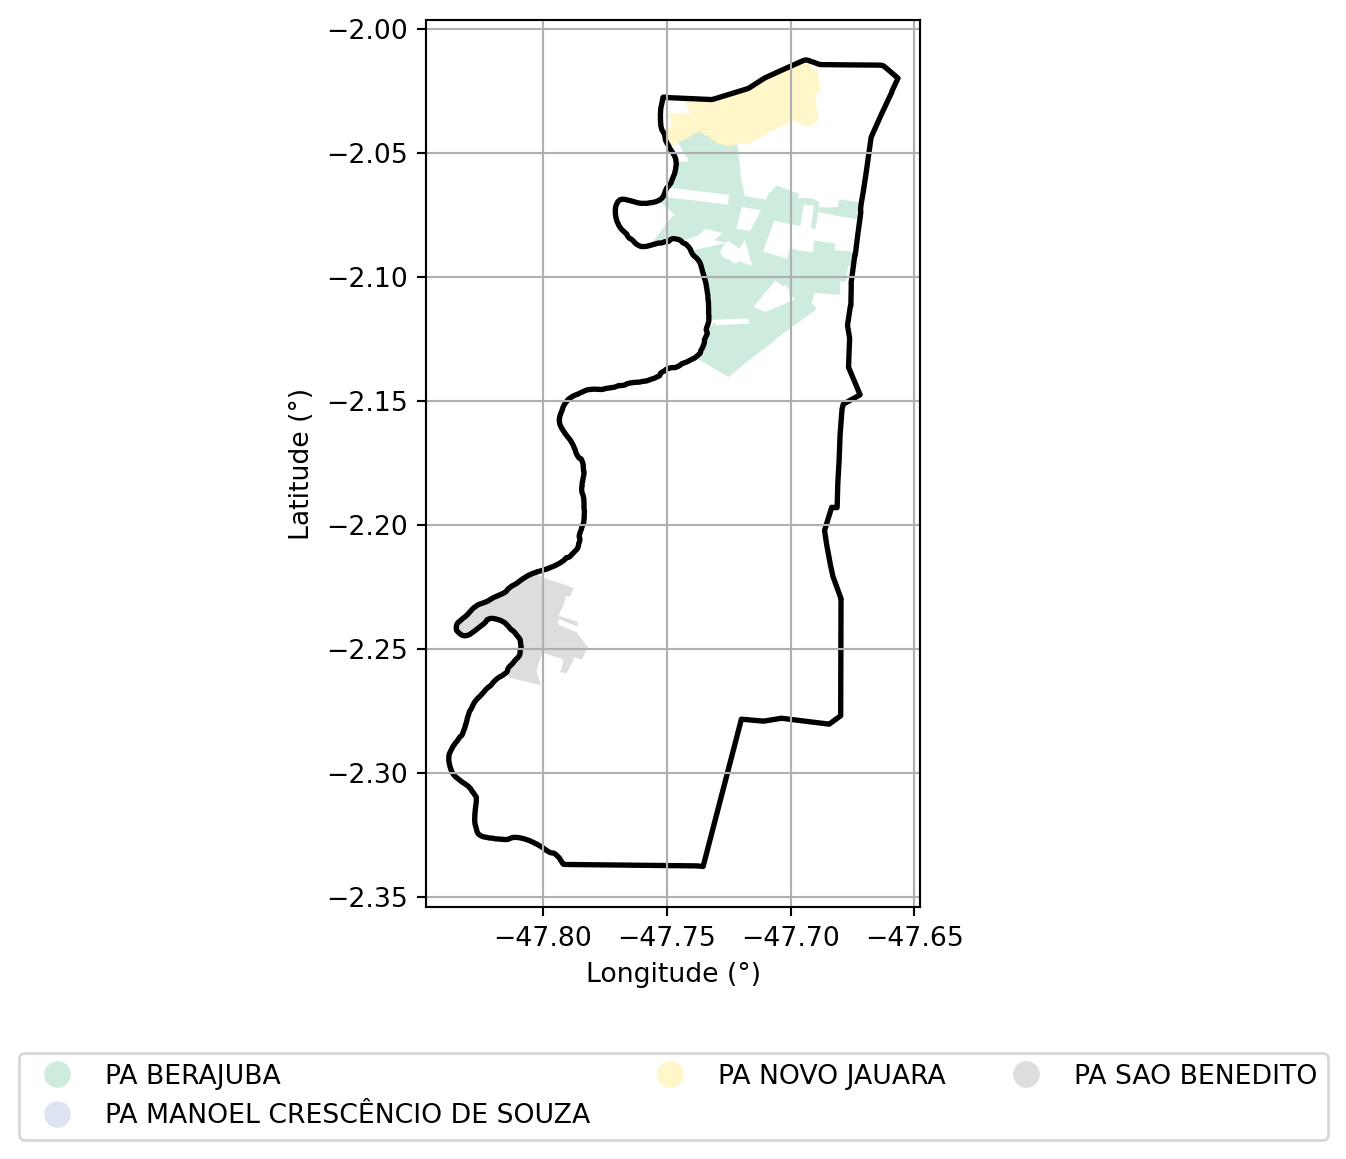 −2.00
−2.05
−2.10
−2.15
−2.20
−2.25
−2.30
−2.35
Latitude (°)
−47.80 −47.75 −47.70 −47.65
Longitude (°)
PA BERAJUBA
PA MANOEL CRESCÊNCIO DE SOUZA
PA NOVO JAUARA
PA SAO BENEDITO